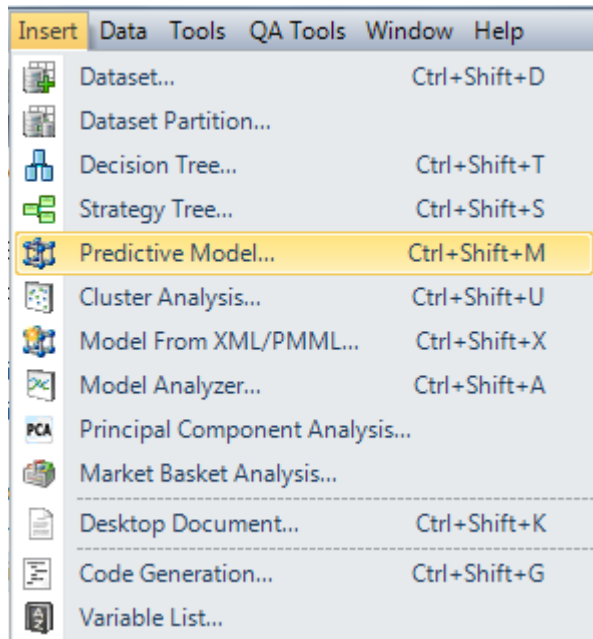 Insert Data Tools QA Tools Window Help
Dataset... Ctrl+Shift+D
Dataset Partition...
Decision Tree... Ctrl+Shift+T
Strategy Tree... Ctrl+Shift+S
Predictive Model... Ctrl+Shift+M
Cluster Analysis... Ctrl+Shift+U
Model From XML/PMML... Ctrl+Shift+X
Model Analyzer... Ctrl+Shift+A
PCA Principal Component Analysis...
Market Basket Analysis...
Desktop Document... Ctrl+Shift+K
Code Generation... Ctrl+Shift+G
Variable List...